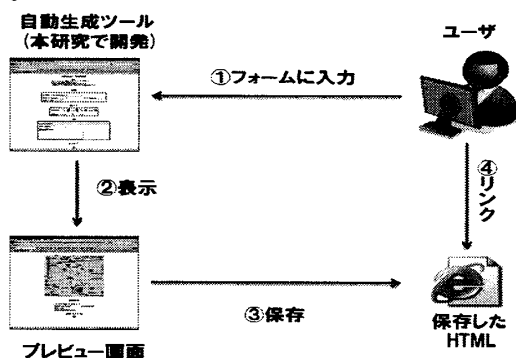 自動生成ツール
(本研究で開発)
ユーザ
①フォームに入力
②表示
④リンク
③保存
プレビュー画面
保存した
HTML